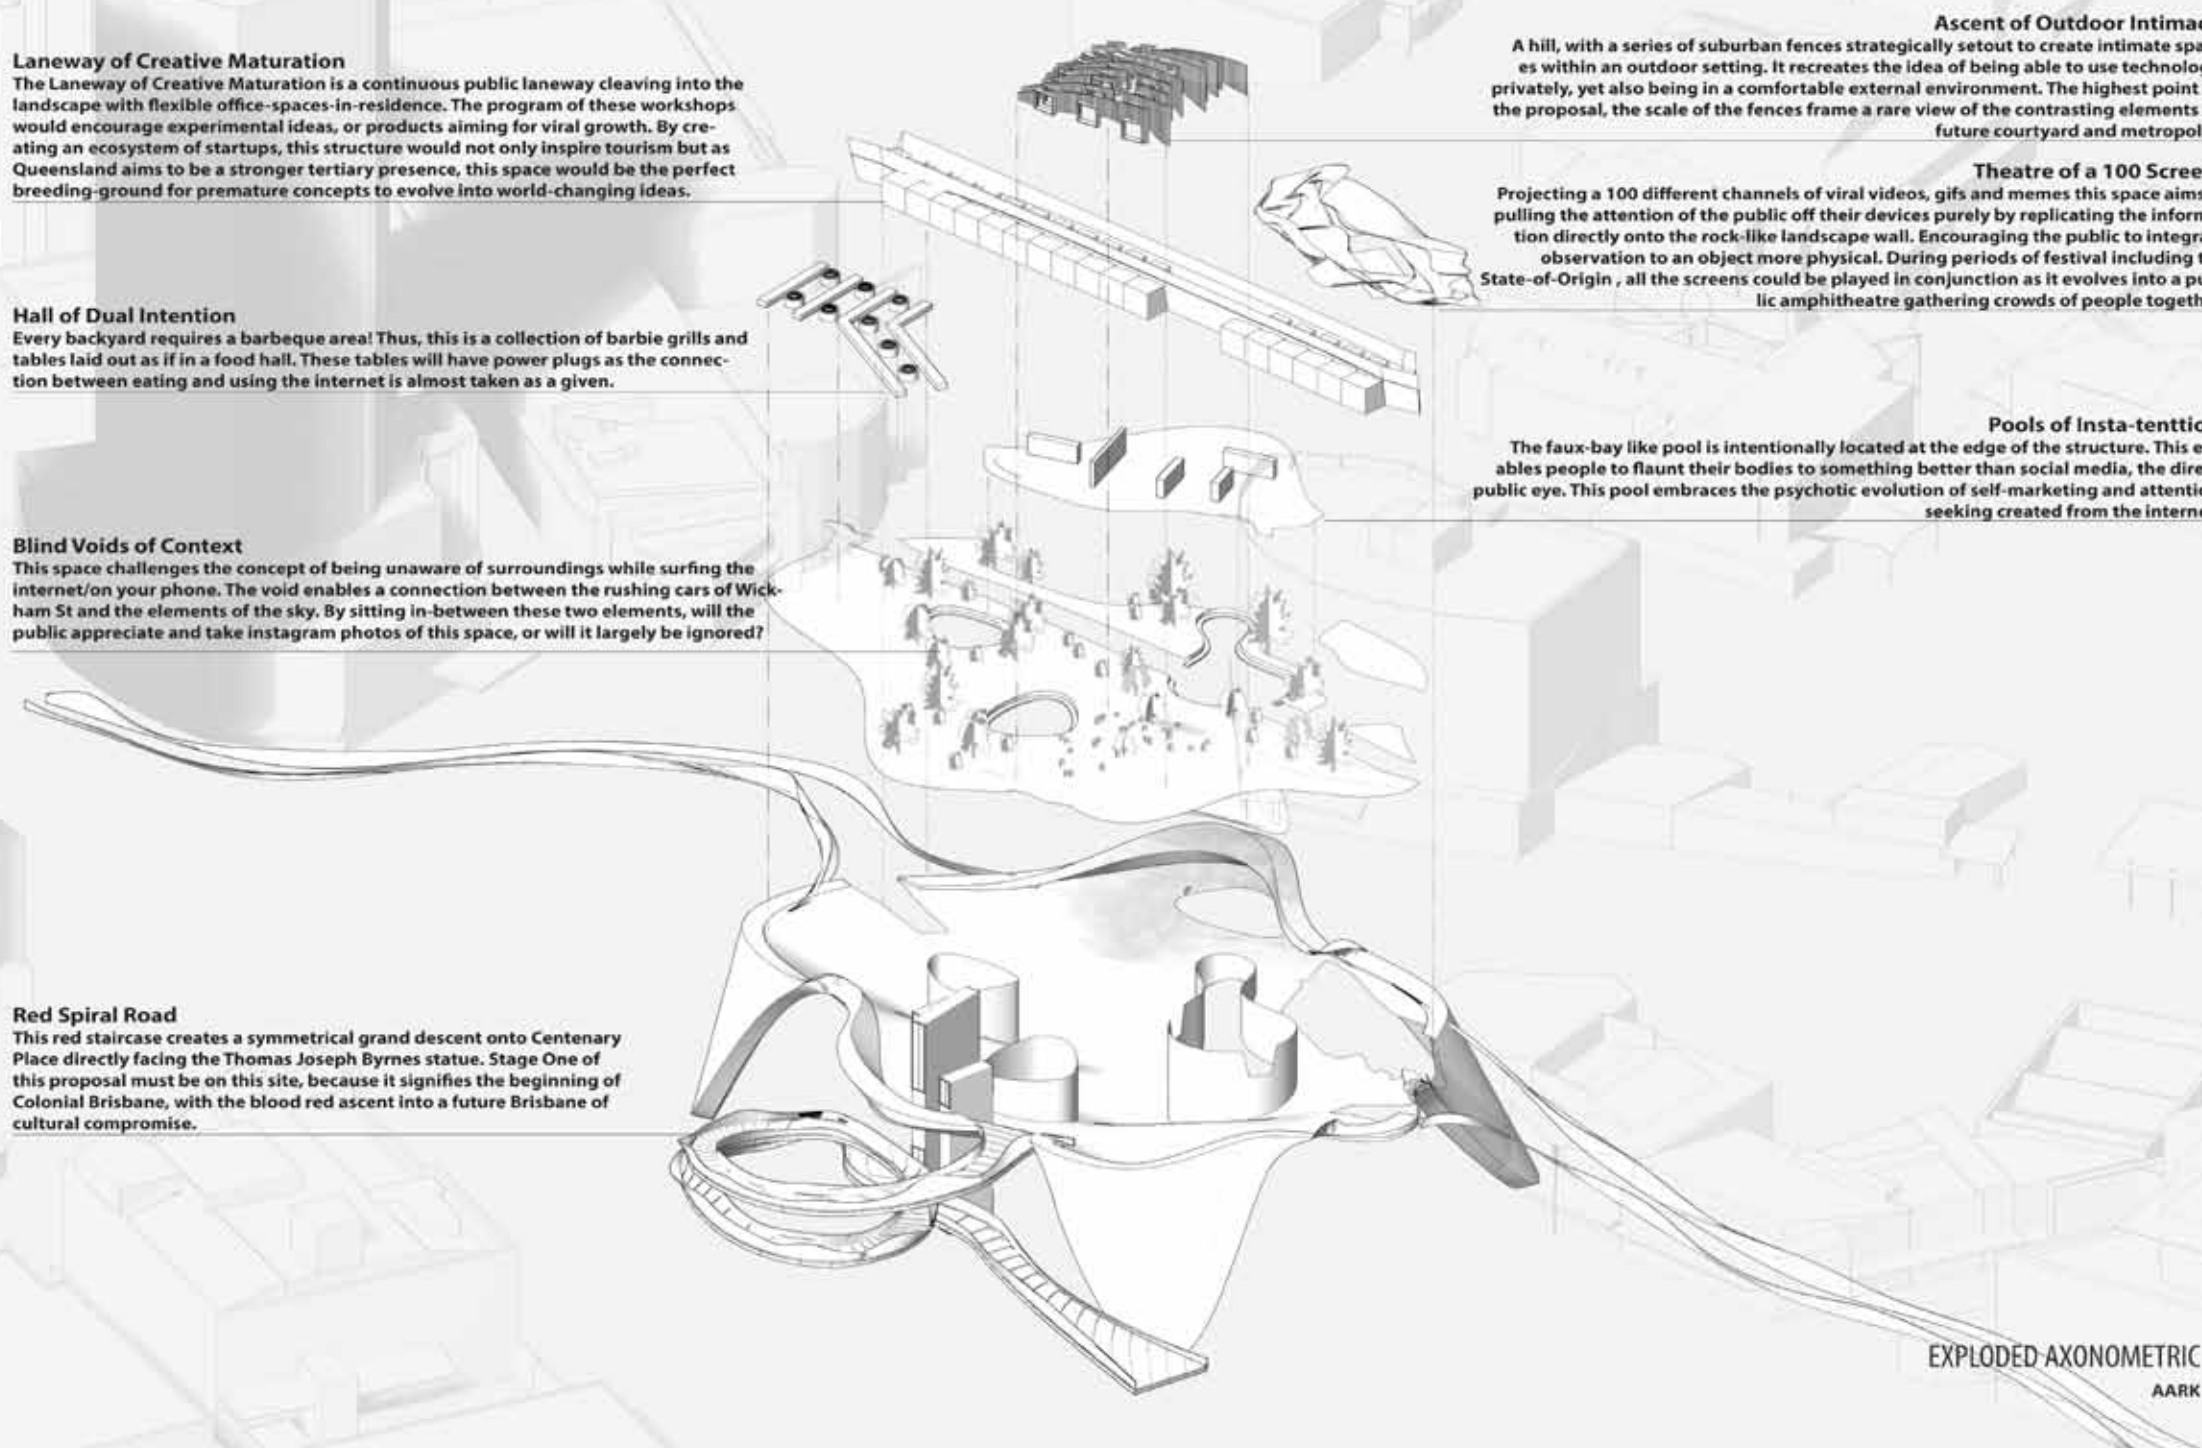 Laneway of Creative Maturation
The Laneway of Creative Maturation is a continuous public laneway cleaving into the
landscape with flexible office-spaces-in-residence. The program of these workshops
would encourage experimental ideas, or products aiming for viral growth. By cre-
ating an ecosystem of startups, this structure would not only inspire tourism but as
Queensland aims to be a stronger tertiary presence, this space would be the perfect
breeding-ground for premature concepts to evolve into world-changing ideas.
Hall of Dual Intention
Every backyard requires a barbeque area! Thus, this is a collection of barbie grills and
tables laid out as if in a food hall. These tables will have power plugs as the connec-
tion between eating and using the internet is almost taken as a given.
Blind Voids of Context
This space challenges the concept of being unaware of surroundings while surfing the
internet/on your phone. The void enables a connection between the rushing cars of Wick-
ham St and the elements of the sky. By sitting in-between these two elements, will the
public appreciate and take instagram photos of this space, or will it largely be ignored?
Red Spiral Road
This red staircase creates a symmetrical grand descent onto Centenary
Place directly facing the Thomas Joseph Byrnes statue. Stage One of
this proposal must be on this site, because it signifies the beginning of
Colonial Brisbane, with the blood red ascent into a future Brisbane of
cultural compromise.
Ascent of Outdoor Intimac
A hill, with a series of suburban fences strategically setout to create intimate spa
es within an outdoor setting. It recreates the idea of being able to use technolo
privately, yet also being in a comfortable external environment. The highest point
the proposal, the scale of the fences frame a rare view of the contrasting elements
future courtyard and metropol
Theatre of a 100 Scree
Projecting a 100 different channels of viral videos, gifs and memes this space aims
pulling the attention of the public off their devices purely by replicating the inform
tion directly onto the rock-like landscape wall. Encouraging the public to integra
observation to an object more physical. During periods of festival including t
State-of-Origin , all the screens could be played in conjunction as it evolves into a pu
lic amphitheatre gathering crowds of people togeth
Pools of Insta-tenttio
The faux-bay like pool is intentionally located at the edge of the structure. This e
ables people to flaunt their bodies to something better than social media, the dire
public eye. This pool embraces the psychotic evolution of self-marketing and attentio
seeking created from the interne
EXPLODED AXONOMETRIC
AARK